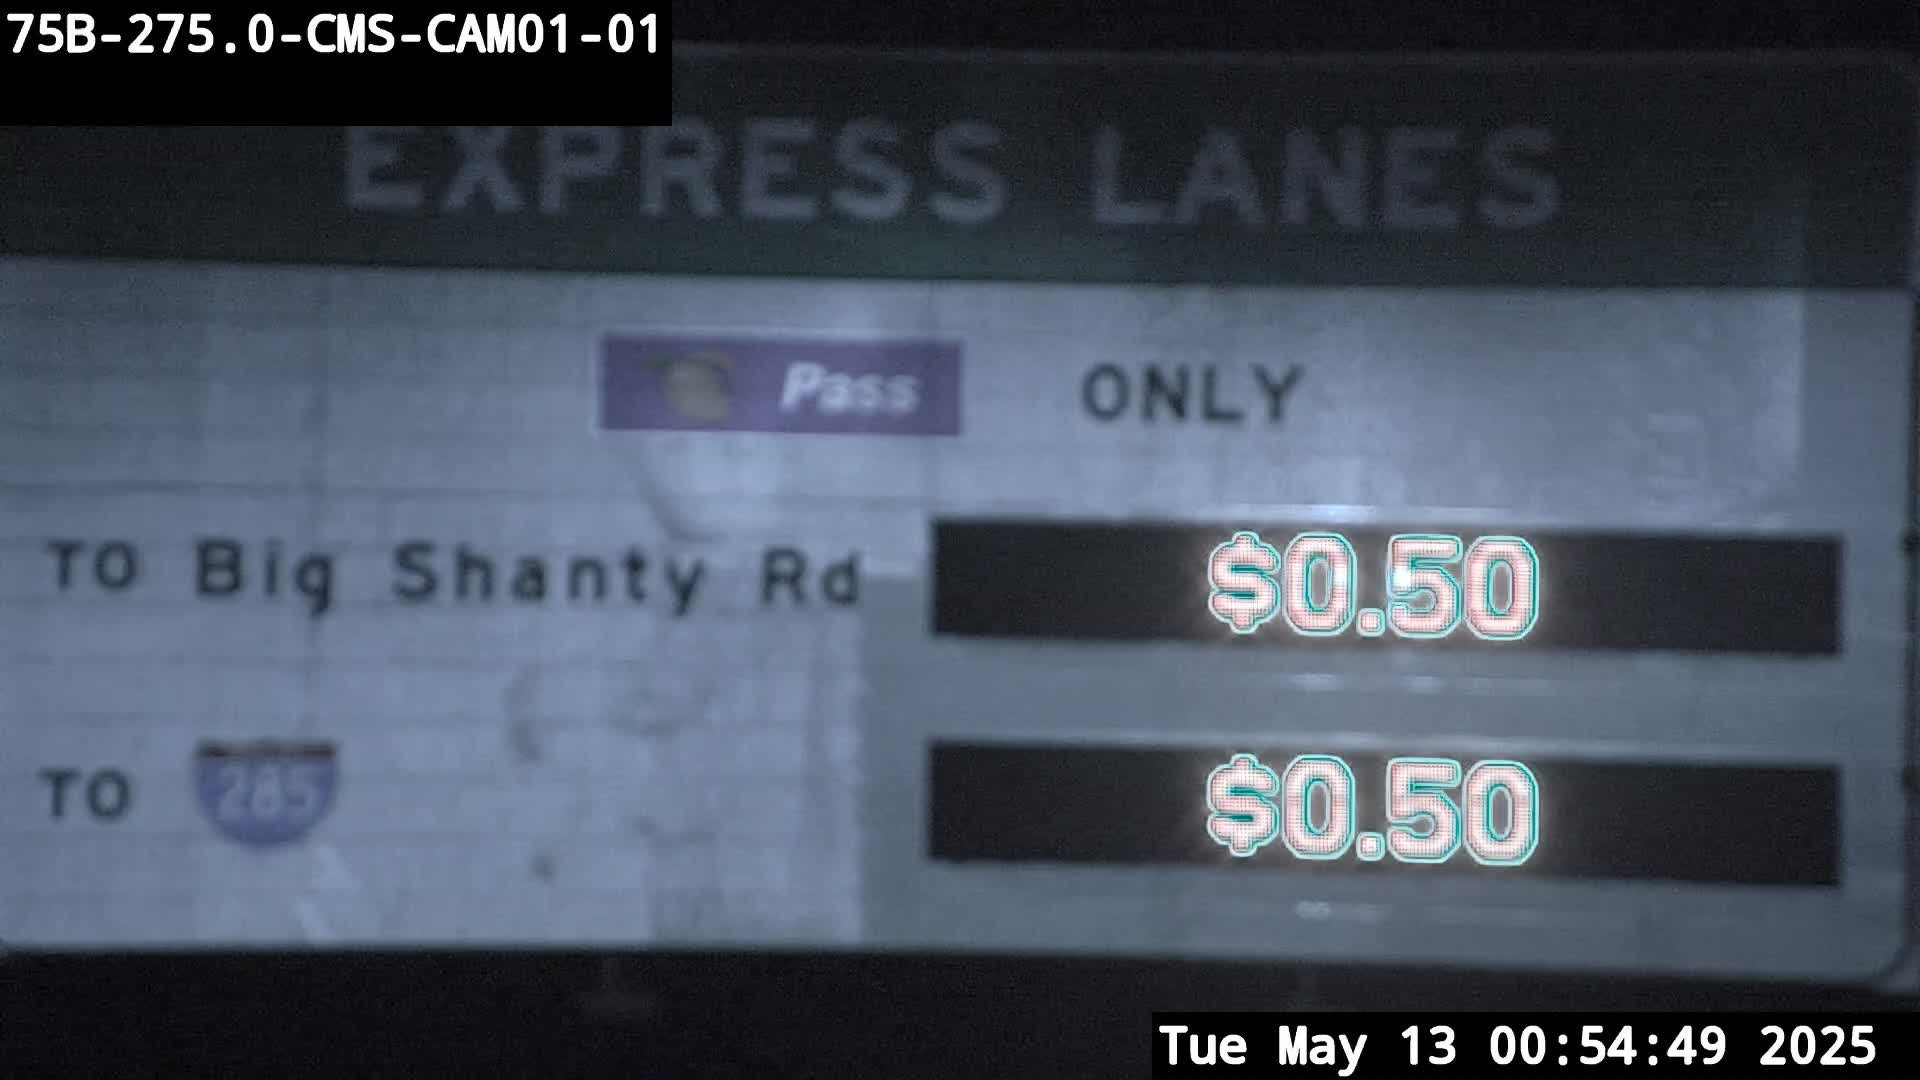 75B-275.0-CMS-CAM01-01
EXPRESS LANES
Pass ONLY
TO Big Shanty Rd $0.50
TO 285 $0.50
Tue May 13 00:54:49 2025